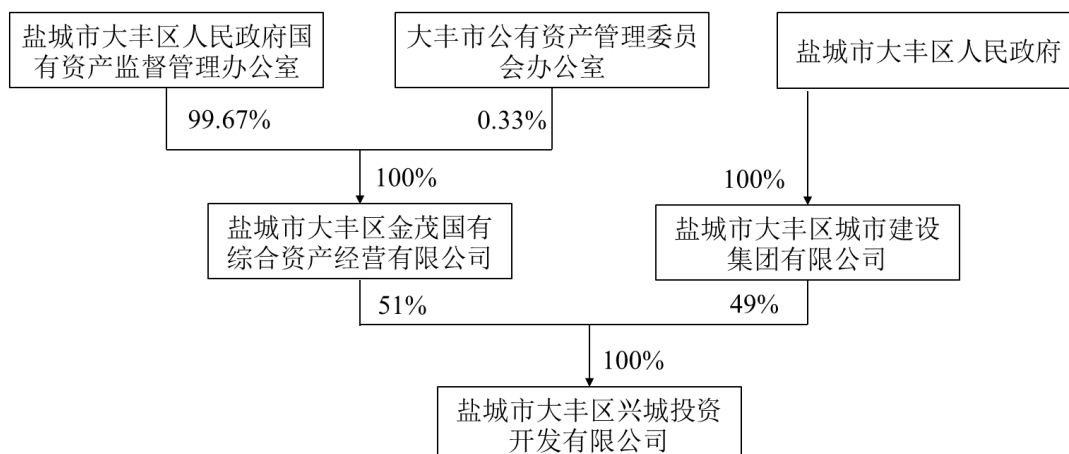 盐城市大丰区人民政府国
有资产监督管理办公室
大丰市公有资产管理委员
会办公室
盐城市大丰区人民政府
99.67%
0.33%
100%
100%
盐城市大丰区金茂国有
综合资产经营有限公司
盐城市大丰区城市建设
集团有限公司
51%
49%
100%
盐城市大丰区兴城投资
开发有限公司